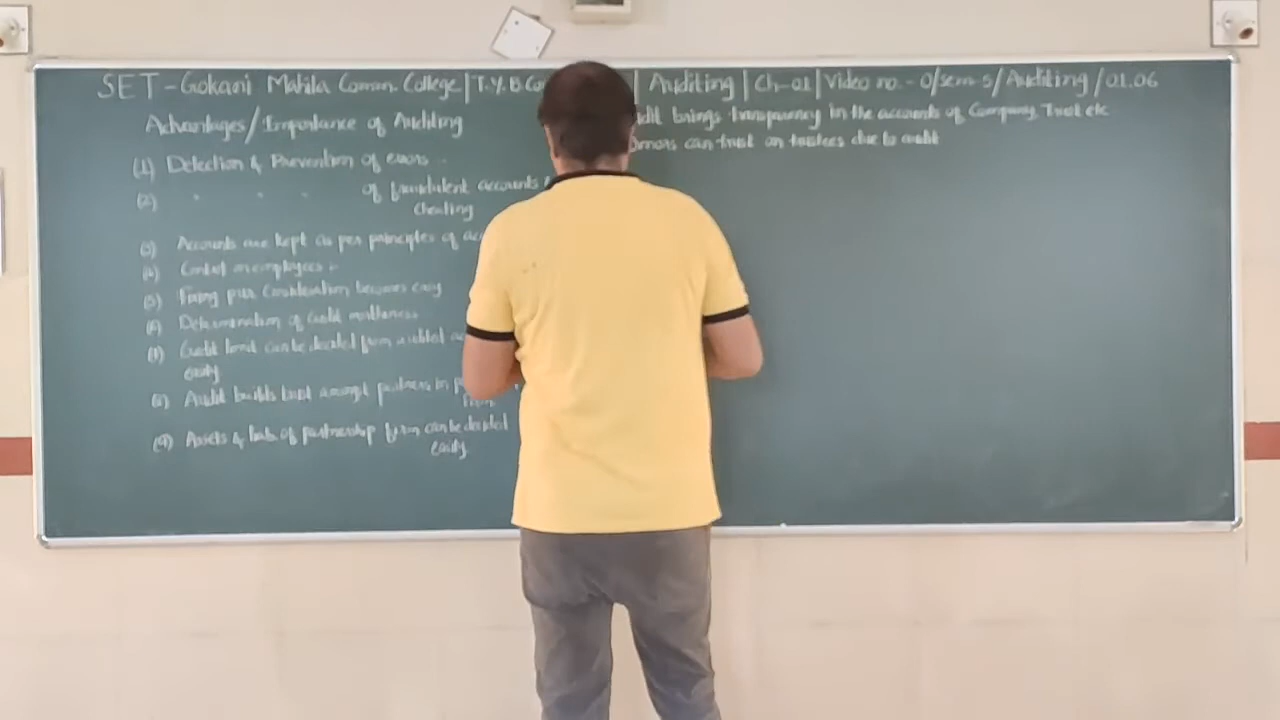 SET - Gokani Mahila Comm. College | T.Y. B Co | Auditing | Ch-01 | Video no. - 0/sem-5/Auditing/01.06
Advantages/Importance of Auditing
(1) Detection & Prevention of errors
(2) " " " of fraudulent accounts &
cheating
(3) Accounts are kept as per principles of acc
(4) Control on employees
(5) Fixing purchase consideration becomes easy
(6) Determination of Credit worthiness
(7) Credit limit can be decided from audited ac
easily
(8) Audit builds trust amongst partners in p
firm
(9) Assets & liabs of partnership firm can be decided
easily
dit brings transparency in the accounts of Company, Trust etc
Donors can trust on trustees due to audit